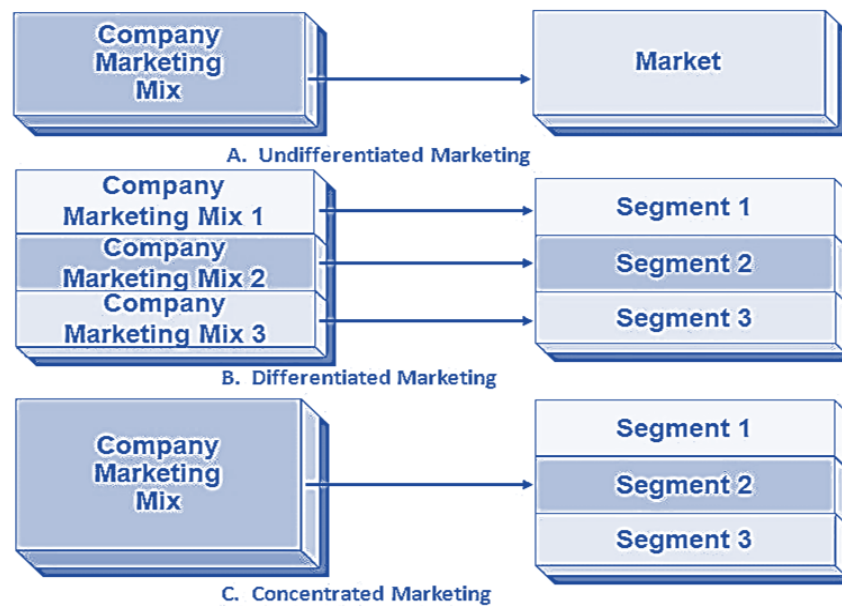 Company
Marketing
Mix
Market
A. Undifferentiated Marketing
Company
Marketing Mix 1
Segment 1
Company
Marketing Mix 2
Segment 2
Company
Marketing Mix 3
Segment 3
B. Differentiated Marketing
Company
Marketing
Mix
Segment 1
Segment 2
Segment 3
C. Concentrated Marketing